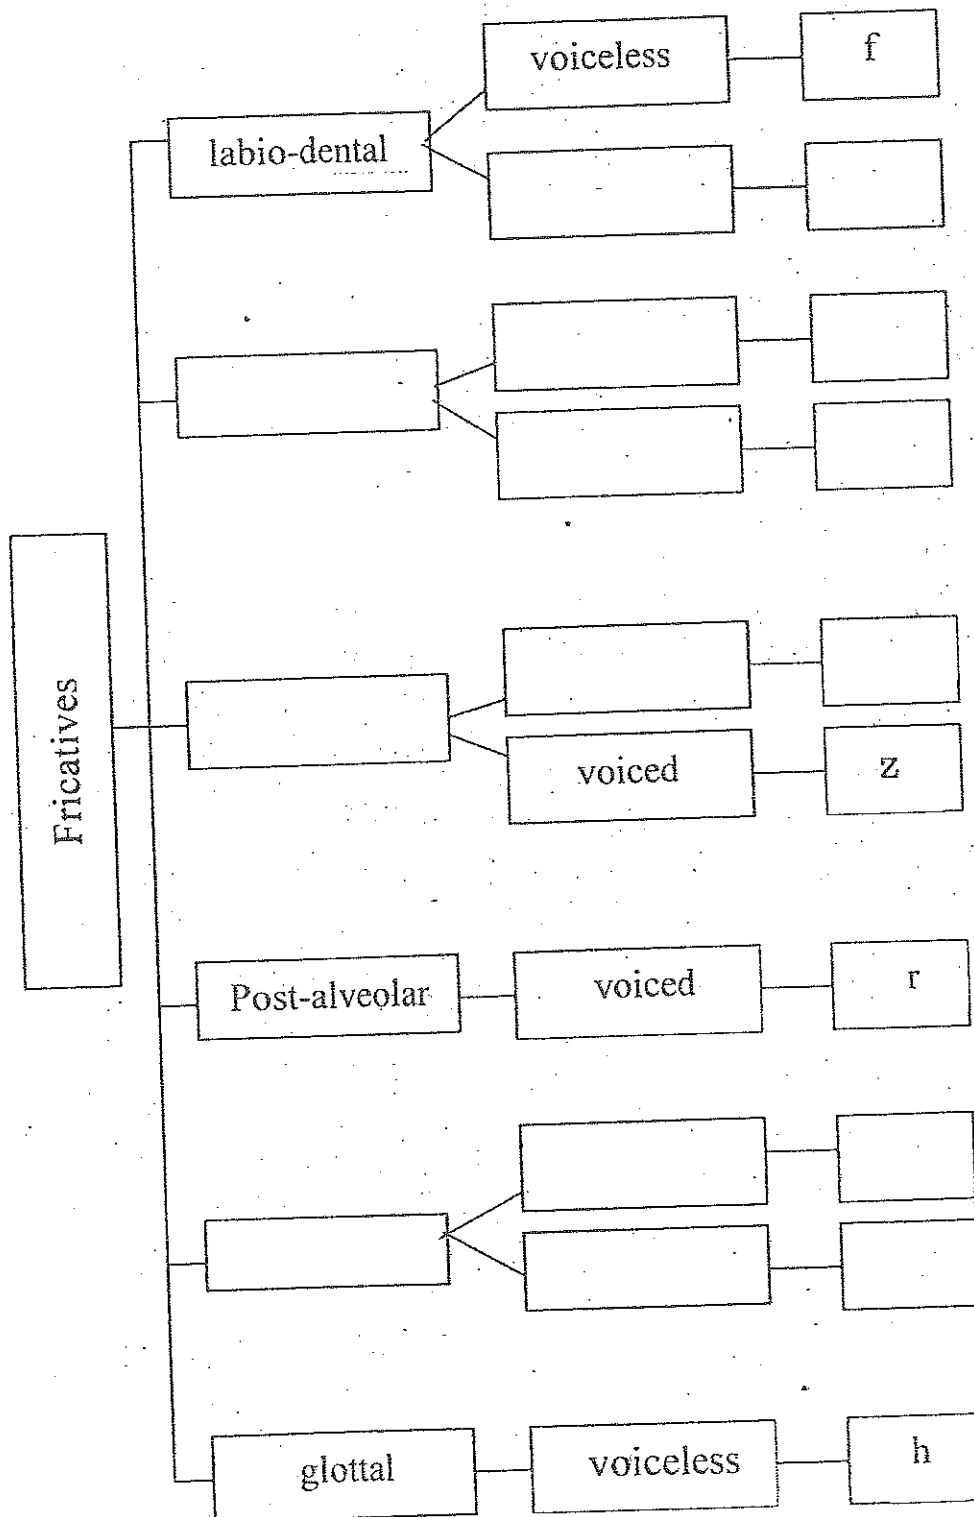 voiceless
f
labio-dental
Fricatives
voiced
z
Post-alveolar
voiced
r
glottal
voiceless
h